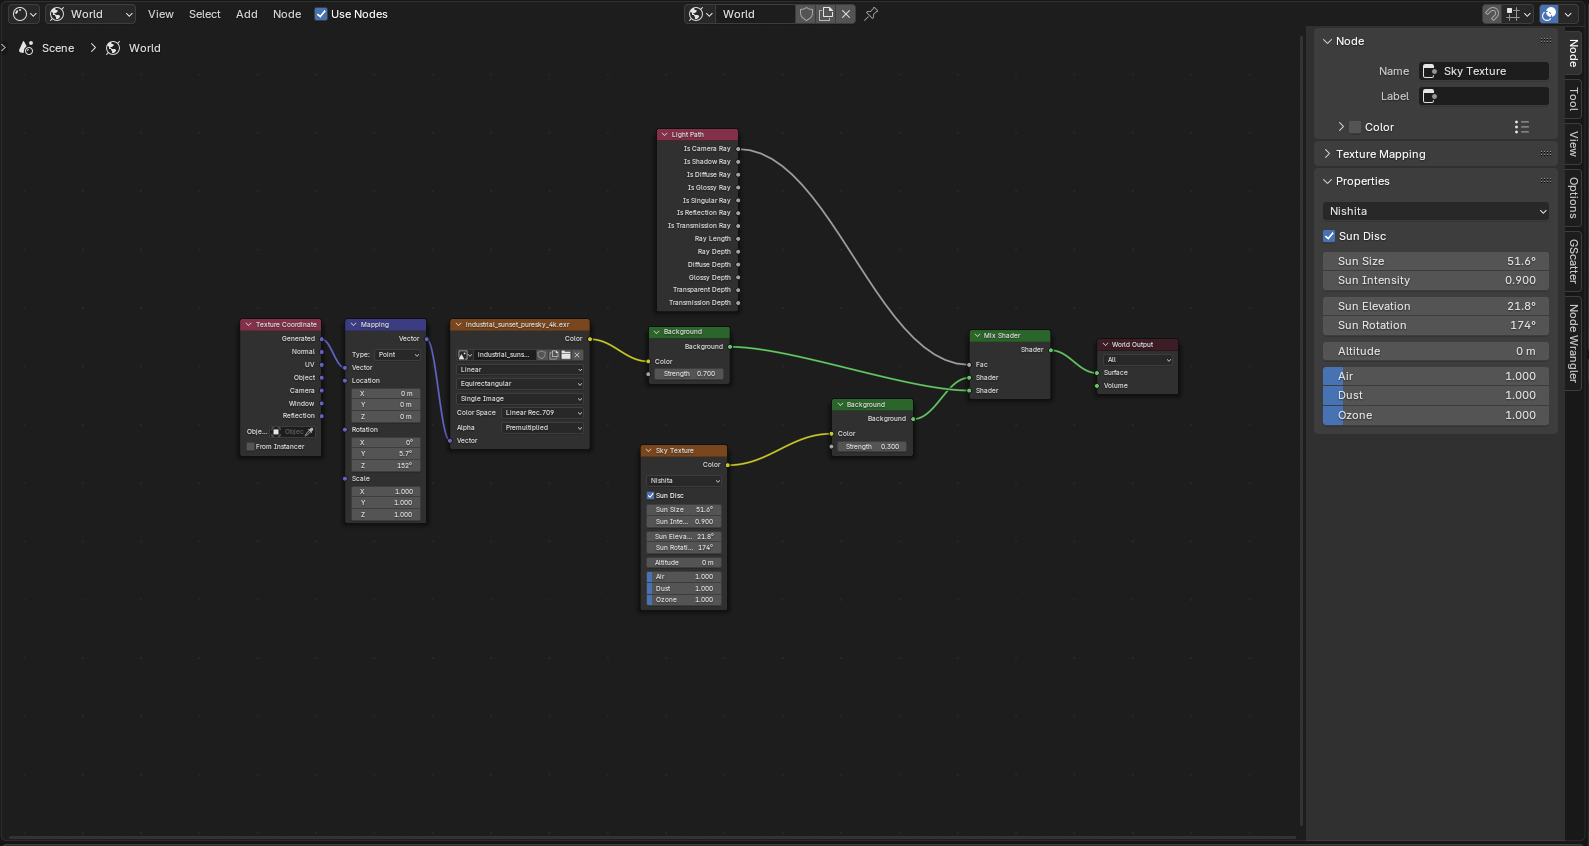 World
View
Select
Add
Node
Use Nodes
World
Scene
World
Light Path
Is Camera Ray
Is Shadow Ray
Is Diffuse Ray
Is Glossy Ray
Is Singular Ray
Is Reflection Ray
Is Transmission Ray
Ray Length
Ray Depth
Diffuse Depth
Glossy Depth
Transparent Depth
Transmission Depth
Texture Coordinate
Generated
Normal
UV
Object
Camera
Window
Reflection
Obje... Objec
From Instancer
Mapping
Vector
Type: Point
Vector
Location
X 0 m
Y 0 m
Z 0 m
Rotation
X 0°
Y 5.7°
Z 152°
Scale
X 1.000
Y 1.000
Z 1.000
industrial_sunset_puresky_4k.exr
Color
industrial_suns...
Linear
Equirectangular
Single Image
Color Space Linear Rec.709
Alpha Premultiplied
Vector
Background
Background
Color
Strength 0.700
Sky Texture
Color
Nishita
Sun Disc
Sun Size 51.6°
Sun Inte... 0.900
Sun Eleva... 21.8°
Sun Rotati... 174°
Altitude 0 m
Air 1.000
Dust 1.000
Ozone 1.000
Background
Background
Color
Strength 0.300
Mix Shader
Shader
Fac
Shader
Shader
World Output
All
Surface
Volume
Node
Name Sky Texture
Label
Color
Texture Mapping
Properties
Nishita
Sun Disc
Sun Size 51.6°
Sun Intensity 0.900
Sun Elevation 21.8°
Sun Rotation 174°
Altitude 0 m
Air 1.000
Dust 1.000
Ozone 1.000
Node
Tool
View
Options
GScatter
Node Wrangler